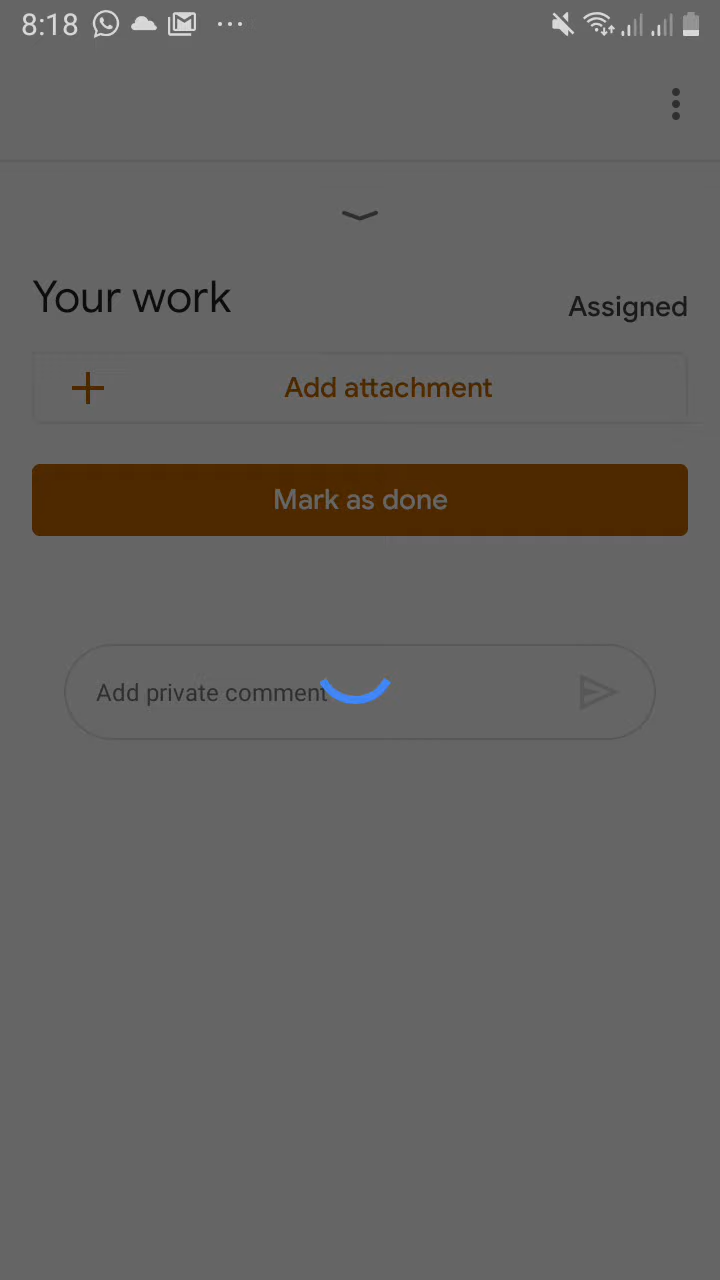 8:18
Your work
Assigned
Add attachment
Mark as done
Add private comment